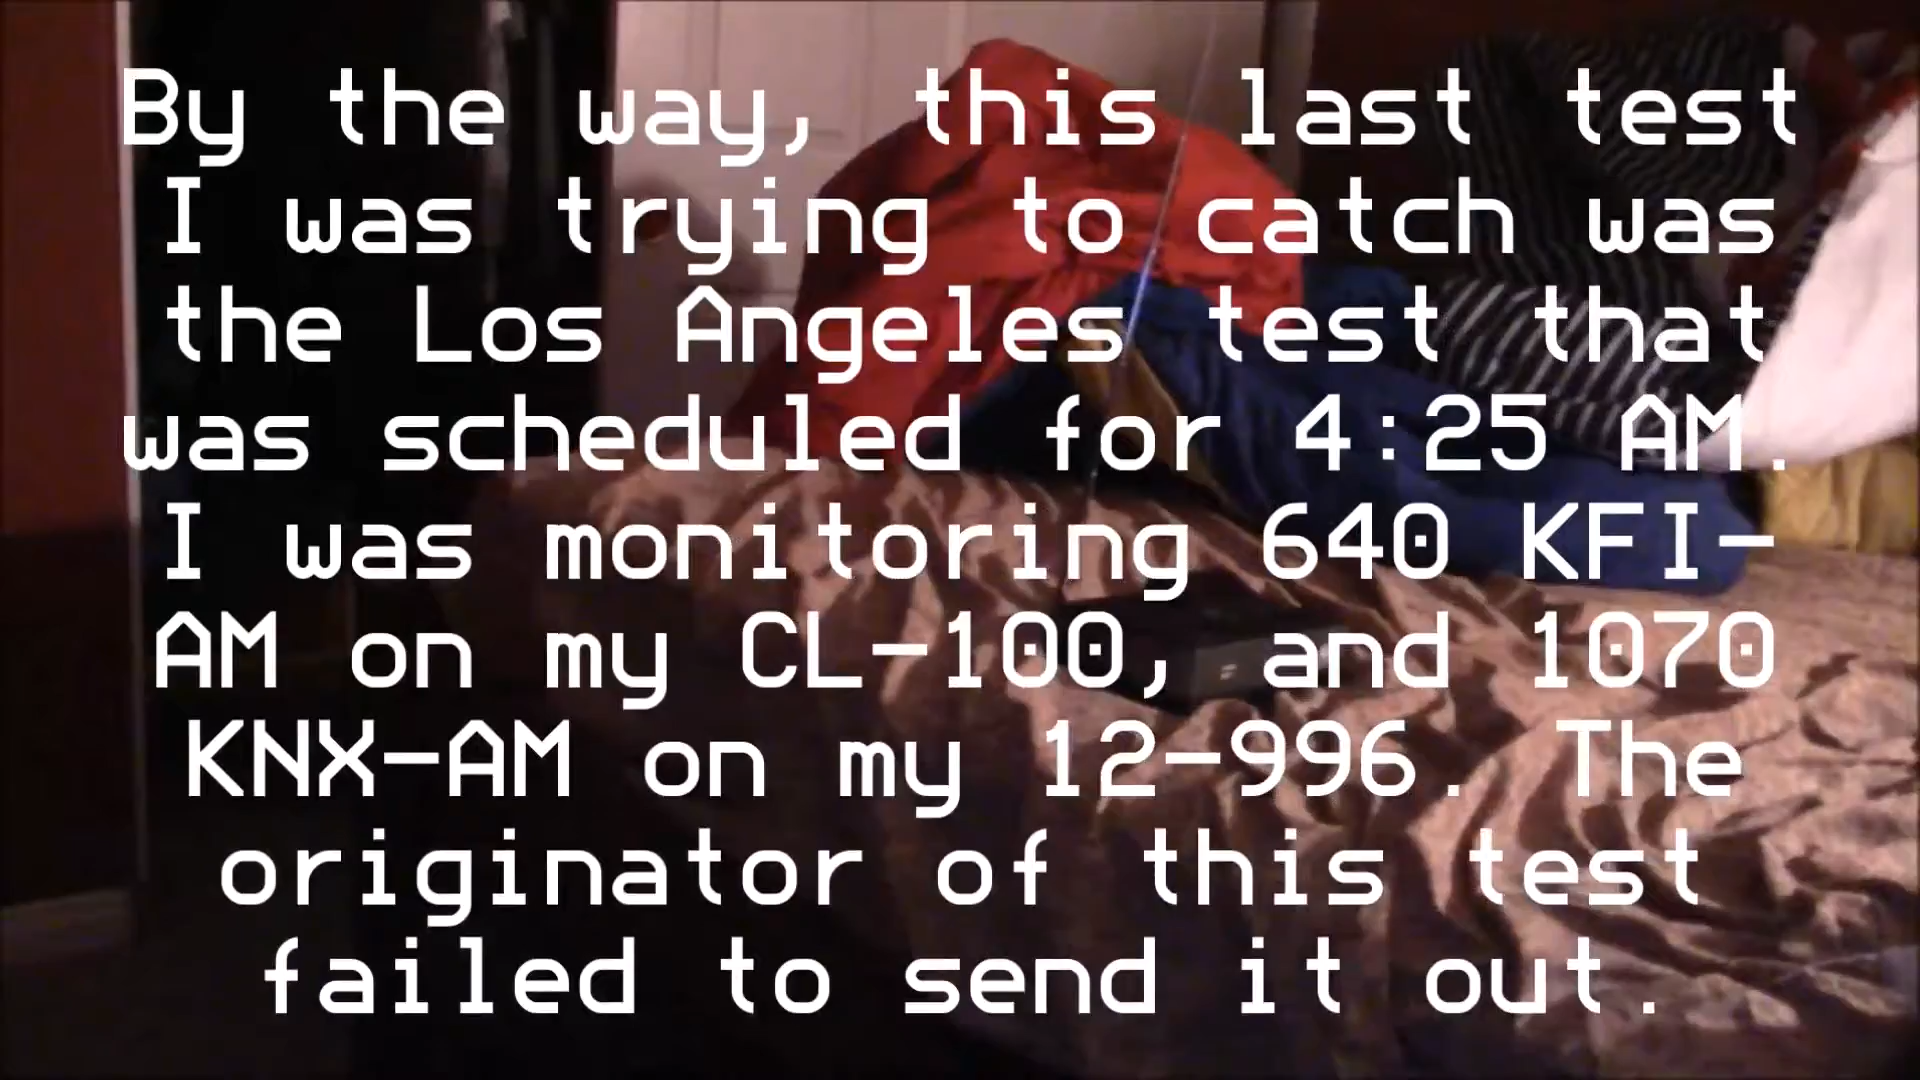 By the way, this last test
I was trying to catch was
the Los Angeles test that
was scheduled for 4:25 AM.
I was monitoring 640 KFI-
AM on my CL-100, and 1070
KNX-AM on my 12-996. The
originator of this test
failed to send it out.